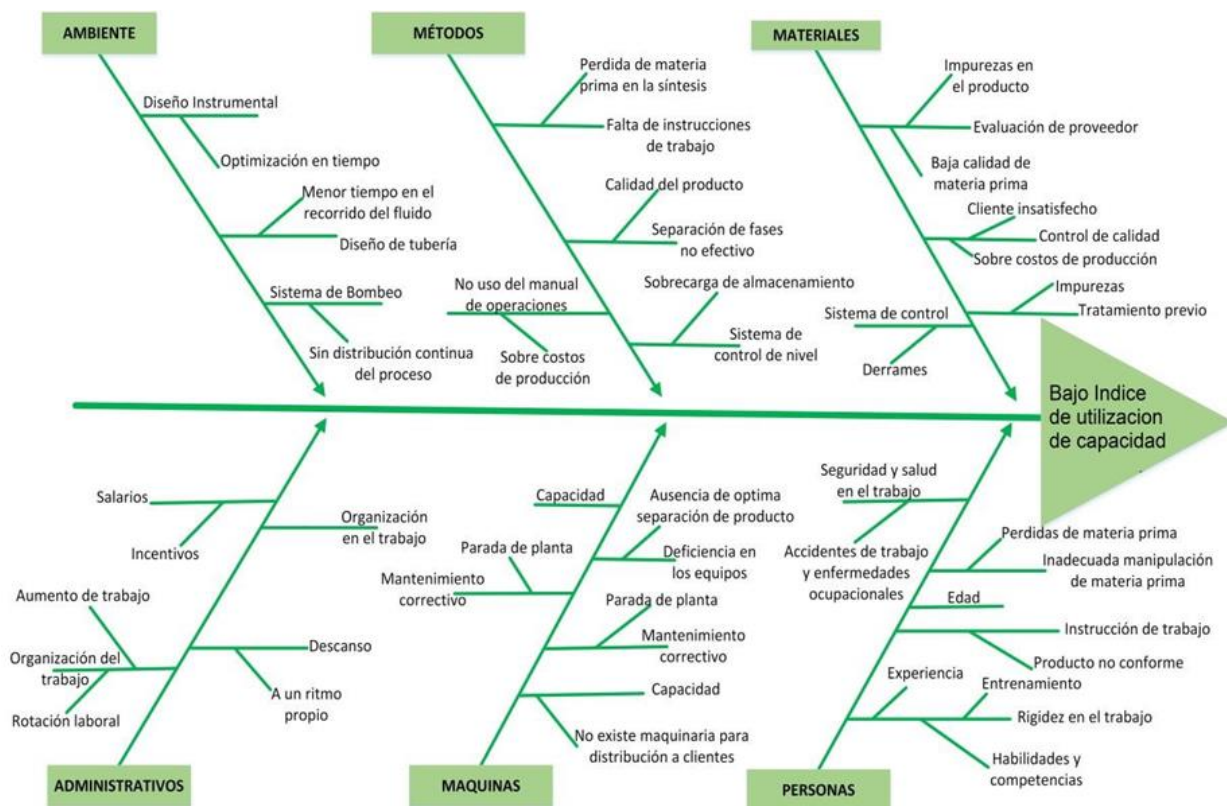 AMBIENTE
Diseño Instrumental
Optimización en tiempo
Menor tiempo en el
recorrido del fluido
Diseño de tubería
Sistema de Bombeo
Sin distribución continua
del proceso
MÉTODOS
Perdida de materia
prima en la síntesis
Falta de instrucciones
de trabajo
Calidad del producto
Separación de fases
no efectivo
No uso del manual
de operaciones
Sobre costos
de producción
Sobrecarga de almacenamiento
Sistema de
control de nivel
MATERIALES
Impurezas en
el producto
Evaluación de proveedor
Baja calidad de
materia prima
Cliente insatisfecho
Control de calidad
Sobre costos de producción
Impurezas
Tratamiento previo
Sistema de control
Derrames
Bajo Indice
de utilizacion
de capacidad
Salarios
Incentivos
Organización
en el trabajo
Aumento de trabajo
Organización del
trabajo
Rotación laboral
Descanso
A un ritmo
propio
ADMINISTRATIVOS
Capacidad
Ausencia de optima
separación de producto
Parada de planta
Mantenimiento
correctivo
Deficiencia en
los equipos
Parada de planta
Mantenimiento
correctivo
Capacidad
No existe maquinaria para
distribución a clientes
MAQUINAS
Seguridad y salud
en el trabajo
Accidentes de trabajo
y enfermedades
ocupacionales
Perdidas de materia prima
Inadecuada manipulación
de materia prima
Edad
Instrucción de trabajo
Producto no conforme
Experiencia
Entrenamiento
Rigidez en el trabajo
Habilidades y
competencias
PERSONAS